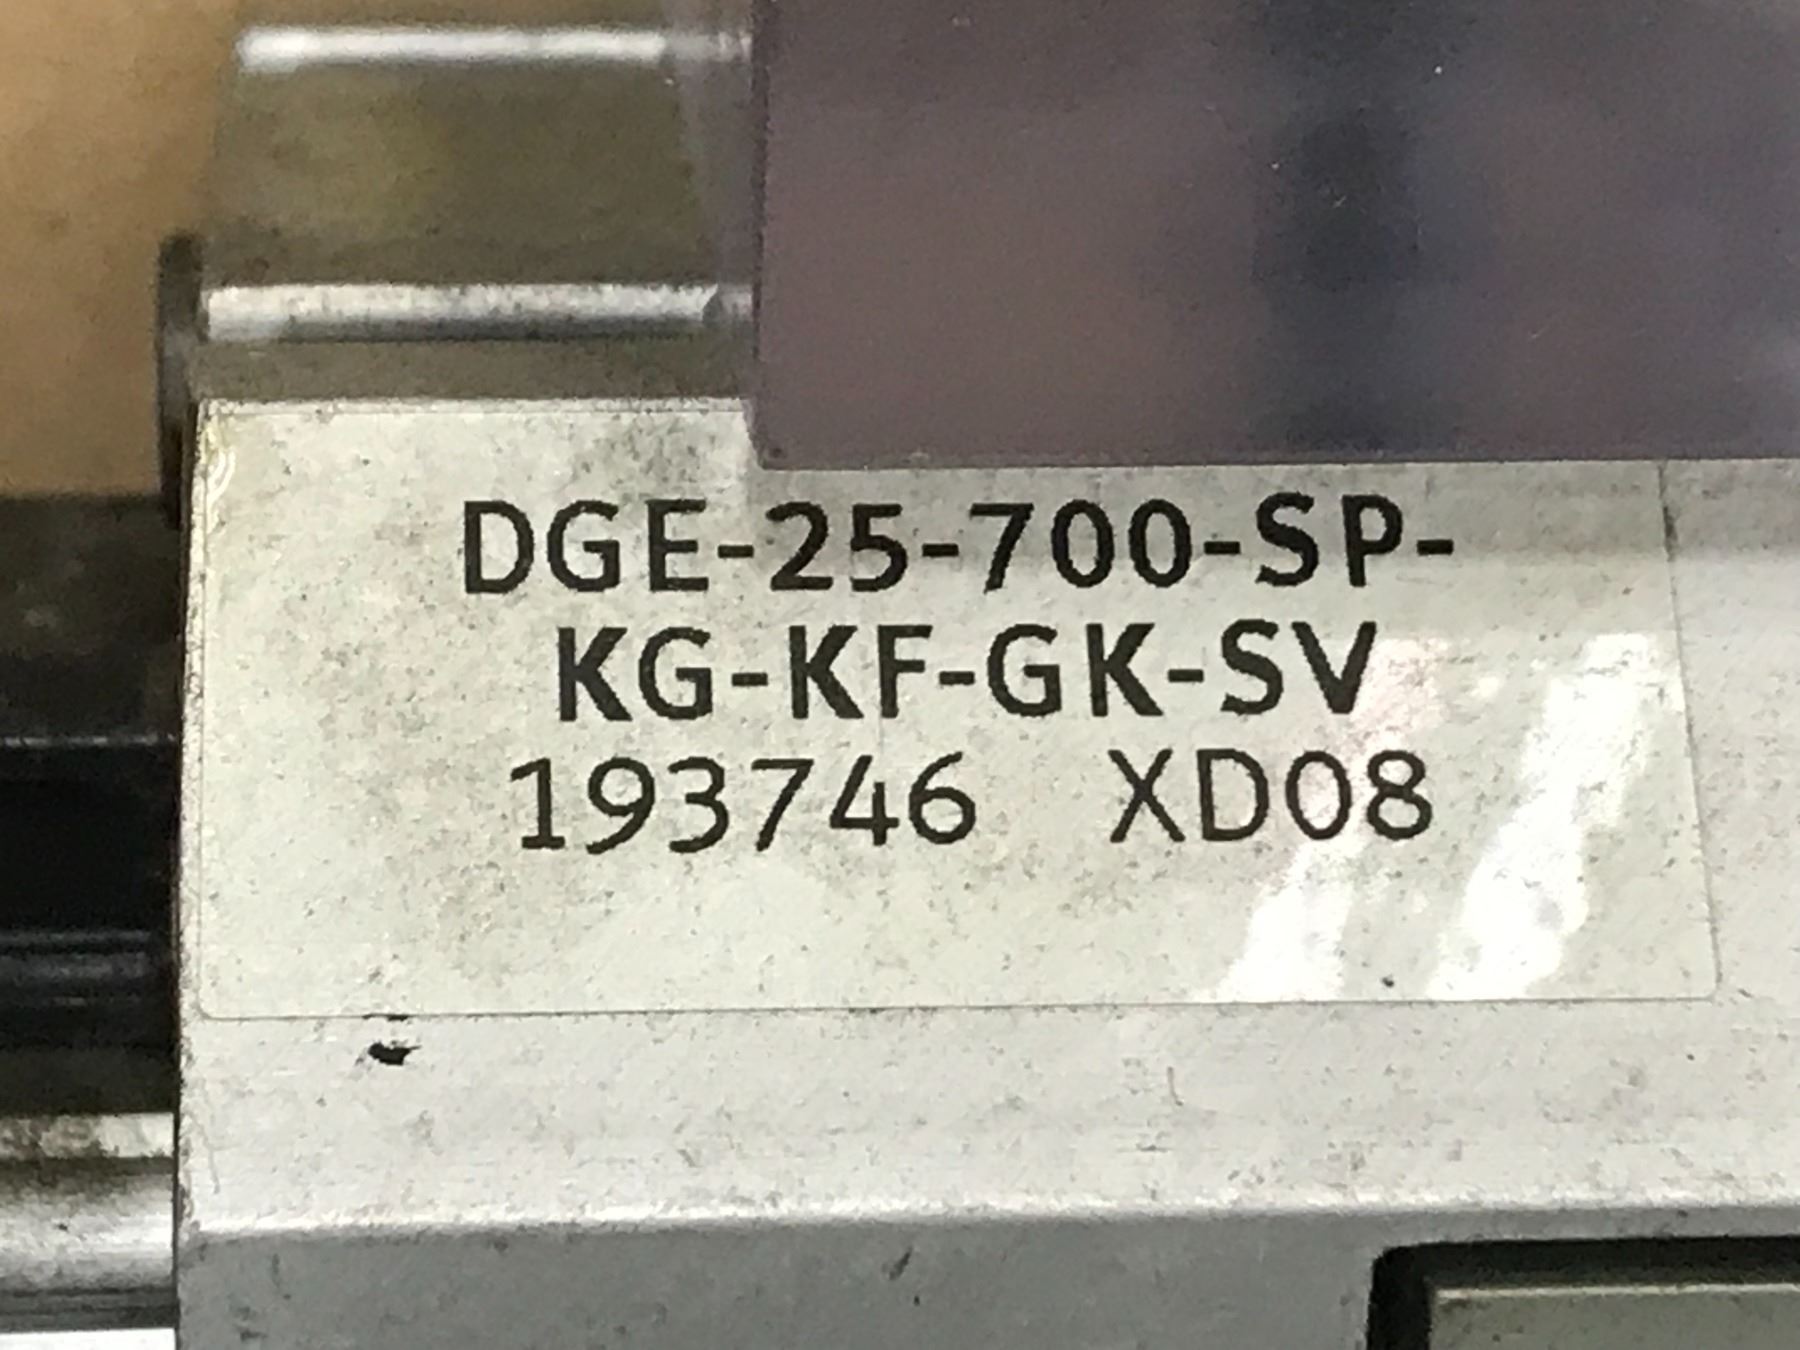 DGE-25-700-SP-
KG-KF-GK-SV
193746 XD08